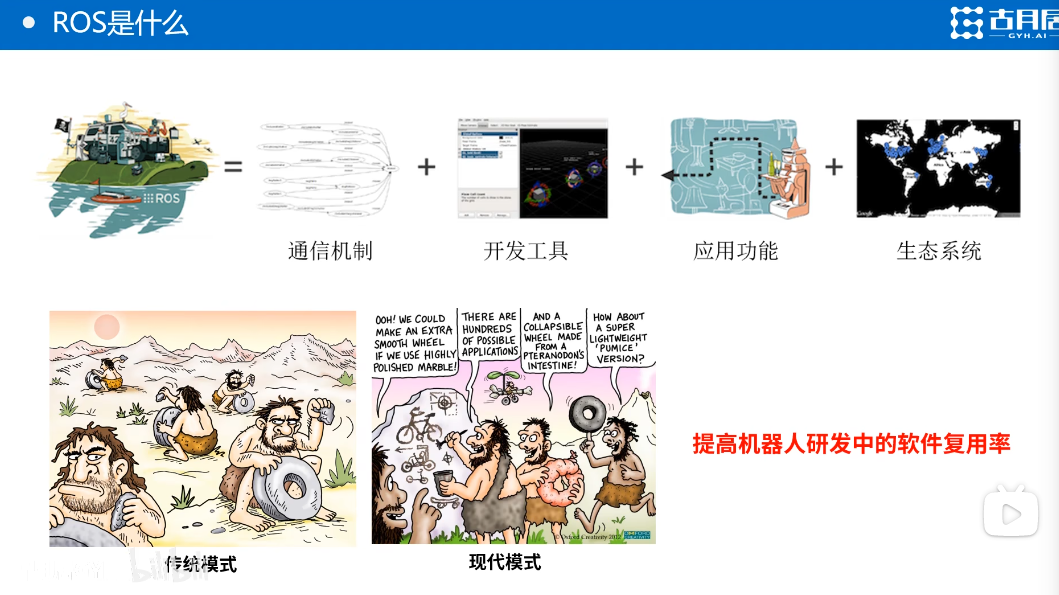 ROS是什么
古月居
GYH.AI
ROS
通信机制
开发工具
应用功能
生态系统
OOH! WE COULD
MAKE AN EXTRA
SMOOTH WHEEL
IF WE USE HIGHLY
POLISHED MARBLE!
THERE ARE
HUNDREDS
OF POSSIBLE
APPLICATIONS
AND A
COLLAPSIBLE
WHEEL MADE
FROM A
PTERANODON'S
INTESTINE!
HOW ABOUT
A SUPER
LIGHTWEIGHT
'PUMICE'
VERSION?
提高机器人研发中的软件复用率
传统模式
现代模式
bilibili